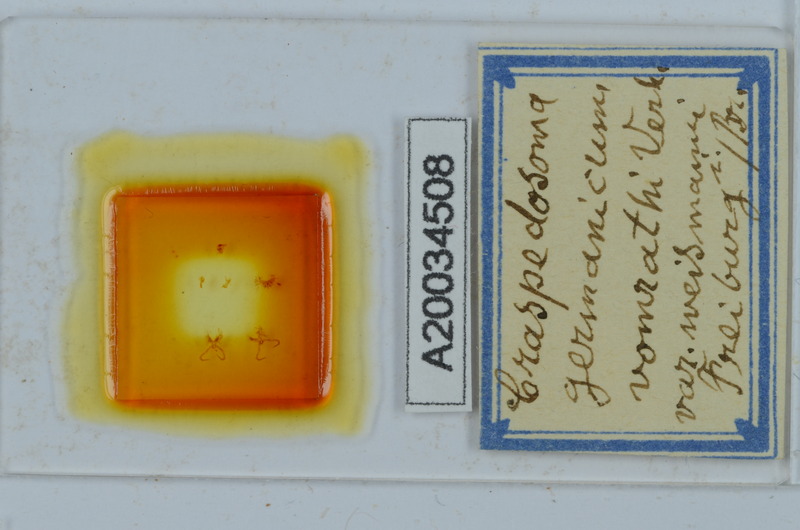 A20034508
Craspedosoma
germanicum,
vomrathi Verh.
var. weismanni
Freiburg i/Br.